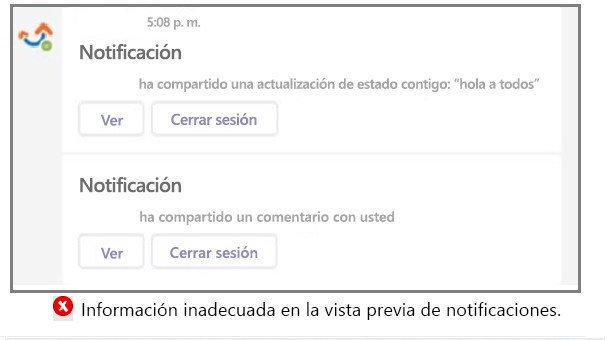 5:08 p. m.
Notificación
ha compartido una actualización de estado contigo: “hola a todos”
Ver
Cerrar sesión
Notificación
ha compartido un comentario con usted
Ver
Cerrar sesión
Información inadecuada en la vista previa de notificaciones.